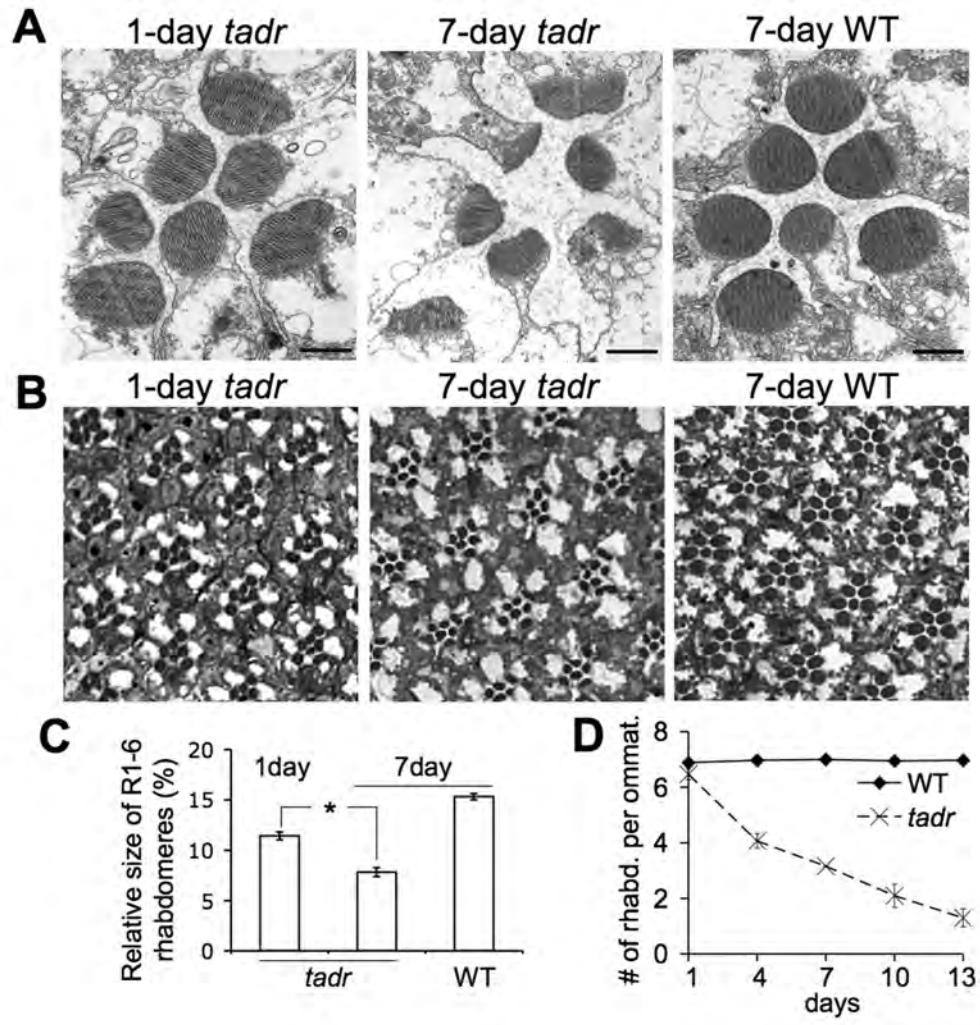 A
1-day tadr
7-day tadr
7-day WT
B
1-day tadr
7-day tadr
7-day WT
C
Relative size of R1-6
rhabdomeres (%)
20
15
10
5
0
1day
7day
*
tadr
WT
D
# of rhabd. per ommat.
8
6
4
2
0
WT
tadr
1
4
7
10
13
days